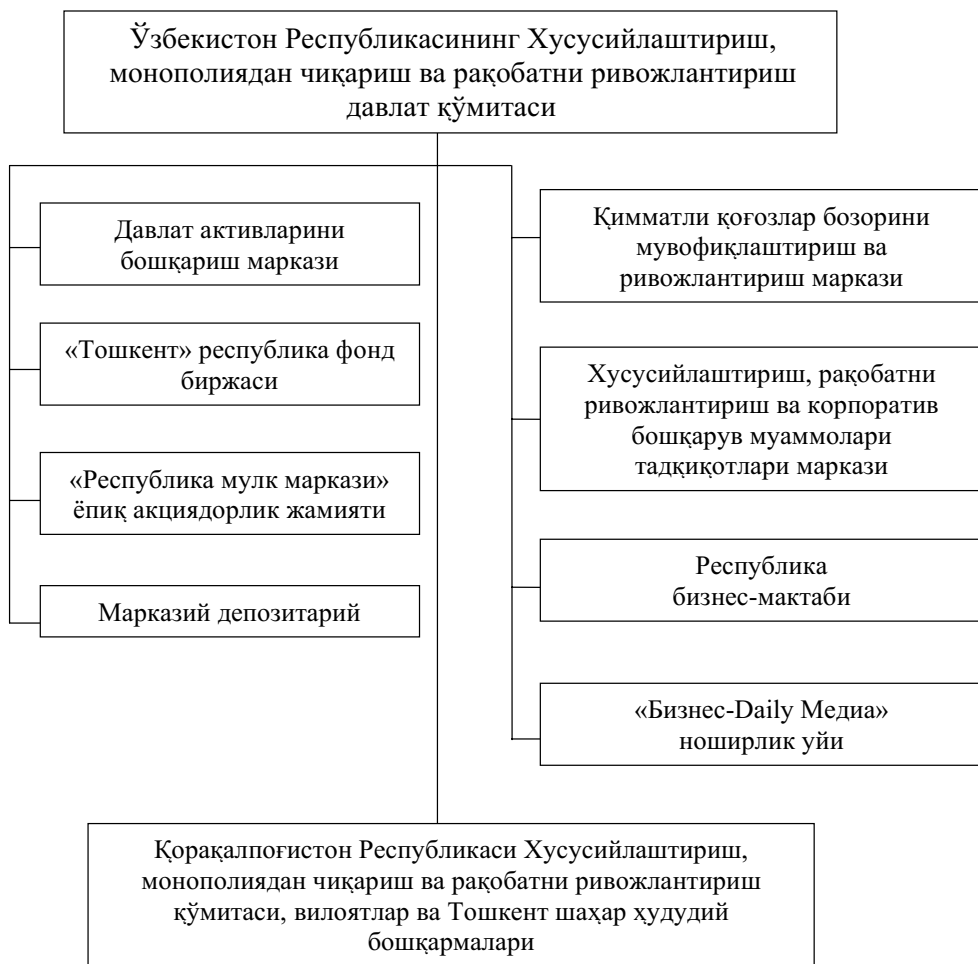 Ўзбекистон Республикасининг Хусусийлаштириш,
монополиядан чиқариш ва рақобатни ривожлантириш
давлат қўмитаси
Давлат активларини
бошқариш маркази
«Тошкент» республика фонд
биржаси
«Республика мулк маркази»
ёпиқ акциядорлик жамияти
Марказий депозитарий
Қимматли қоғозлар бозорини
мувофиқлаштириш ва
ривожлантириш маркази
Хусусийлаштириш, рақобатни
ривожлантириш ва корпоратив
бошқарув муаммолари
тадқиқотлари маркази
Республика
бизнес-мактаби
«Бизнес-Daily Медиа»
ноширлик уйи
Қорақалпоғистон Республикаси Хусусийлаштириш,
монополиядан чиқариш ва рақобатни ривожлантириш
қўмитаси, вилоятлар ва Тошкент шаҳар ҳудудий
бошқармалари